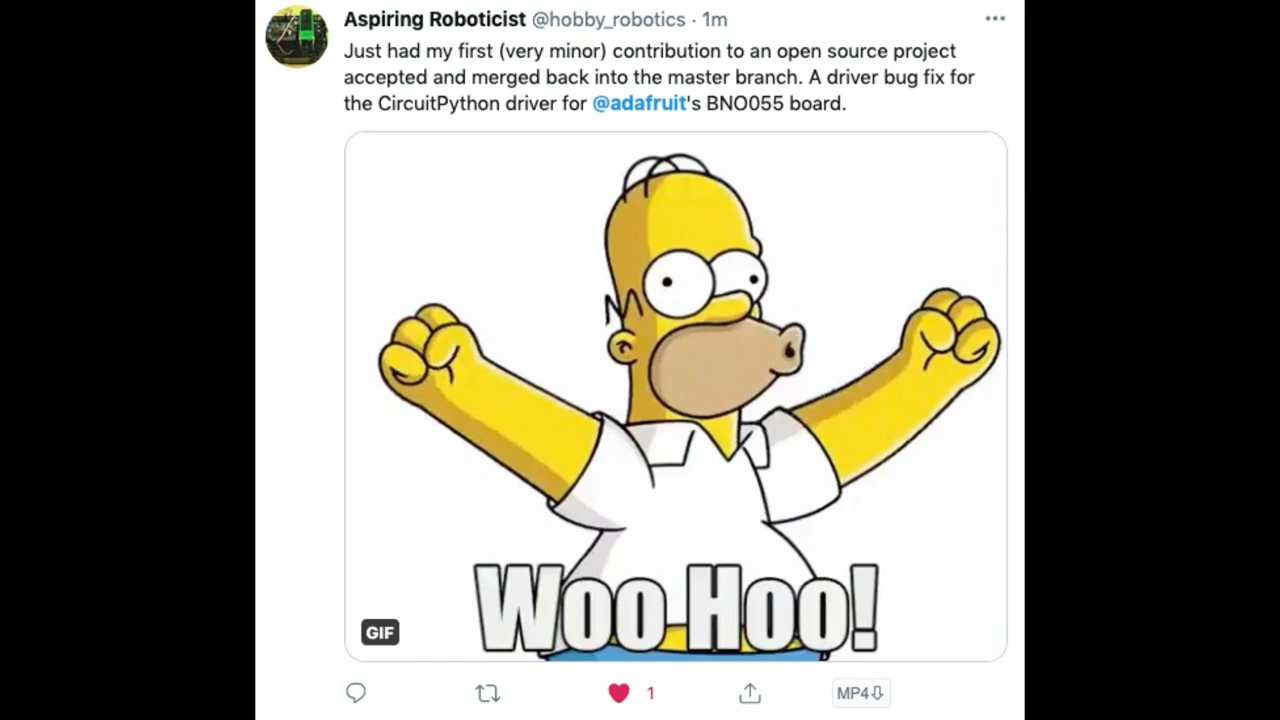 Aspiring Roboticist @hobby_robotics · 1m
Just had my first (very minor) contribution to an open source project
accepted and merged back into the master branch. A driver bug fix for
the CircuitPython driver for @adafruit's BNO055 board.
Woo Hoo!
GIF
1
MP4